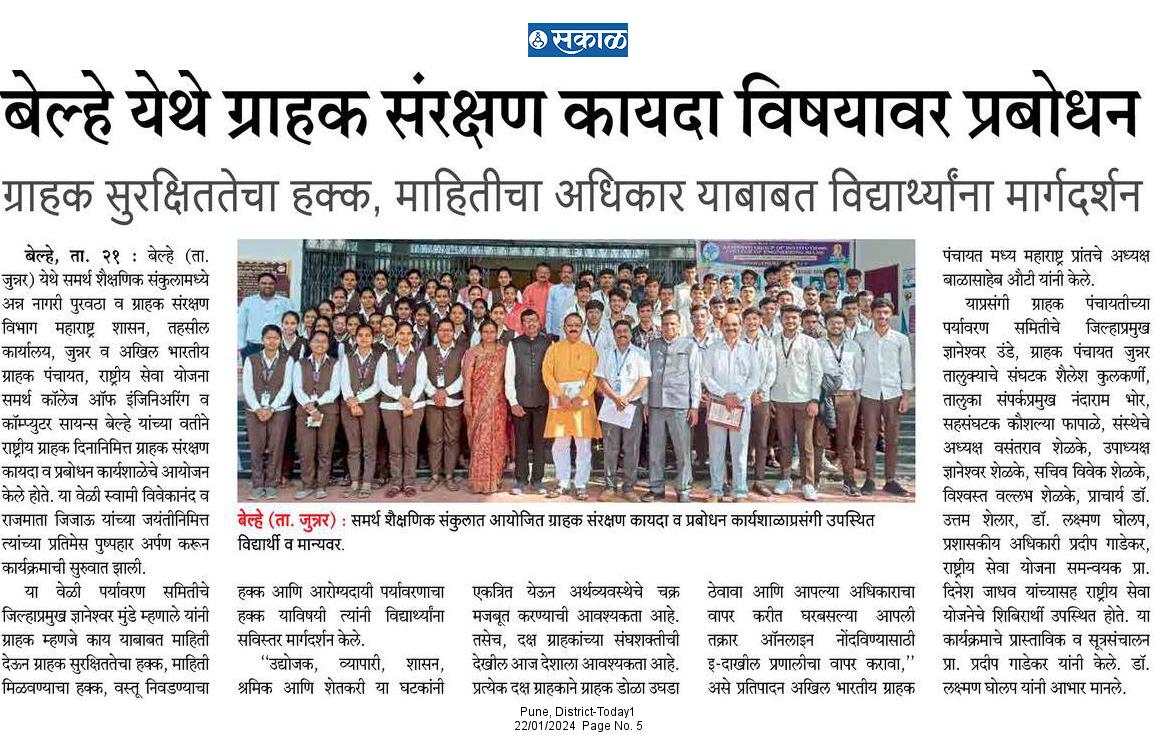 सकाळ
बेल्हे येथे ग्राहक संरक्षण कायदा विषयावर प्रबोधन
ग्राहक सुरक्षिततेचा हक्क, माहितीचा अधिकार याबाबत विद्यार्थ्यांना मार्गदर्शन
बेल्हे, ता. २१ : बेल्हे (ता.
जुन्नर) येथे समर्थ शैक्षणिक संकुलामध्ये
अन्न नागरी पुरवठा व ग्राहक संरक्षण
विभाग महाराष्ट्र शासन, तहसील
कार्यालय, जुन्नर व अखिल भारतीय
ग्राहक पंचायत, राष्ट्रीय सेवा योजना
समर्थ कॉलेज ऑफ इंजिनिअरिंग व
कॉम्प्युटर सायन्स बेल्हे यांच्या वतीने
राष्ट्रीय ग्राहक दिनानिमित्त ग्राहक संरक्षण
कायदा व प्रबोधन कार्यशाळेचे आयोजन
केले होते. या वेळी स्वामी विवेकानंद व
राजमाता जिजाऊ यांच्या जयंतीनिमित्त
त्यांच्या प्रतिमेस पुष्पहार अर्पण करून
कार्यक्रमाची सुरुवात झाली.
या वेळी पर्यावरण समितीचे
जिल्हाप्रमुख ज्ञानेश्वर मुंडे म्हणाले यांनी
ग्राहक म्हणजे काय याबाबत माहिती
देऊन ग्राहक सुरक्षिततेचा हक्क, माहिती
मिळवण्याचा हक्क, वस्तू निवडण्याचा
बेल्हे (ता. जुन्नर) : समर्थ शैक्षणिक संकुलात आयोजित ग्राहक संरक्षण कायदा व प्रबोधन कार्यशाळाप्रसंगी उपस्थित
विद्यार्थी व मान्यवर.
हक्क आणि आरोग्यदायी पर्यावरणाचा
हक्क याविषयी त्यांनी विद्यार्थ्यांना
सविस्तर मार्गदर्शन केले.
“उद्योजक, व्यापारी, शासन,
श्रमिक आणि शेतकरी या घटकांनी
एकत्रित येऊन अर्थव्यवस्थेचे चक्र
मजबूत करण्याची आवश्यकता आहे.
तसेच, दक्ष ग्राहकांच्या संघशक्तीची
देखील आज देशाला आवश्यकता आहे.
प्रत्येक दक्ष ग्राहकाने ग्राहक डोळा उघडा
ठेवावा आणि आपल्या अधिकाराचा
वापर करीत घरबसल्या आपली
तक्रार ऑनलाइन नोंदविण्यासाठी
इ-दाखील प्रणालीचा वापर करावा,”
असे प्रतिपादन अखिल भारतीय ग्राहक
पंचायत मध्य महाराष्ट्र प्रांतचे अध्यक्ष
बाळासाहेब औटी यांनी केले.
याप्रसंगी ग्राहक पंचायतीच्या
पर्यावरण समितीचे जिल्हाप्रमुख
ज्ञानेश्वर उंडे, ग्राहक पंचायत जुन्नर
तालुक्याचे संघटक शैलेश कुलकर्णी,
तालुका संपर्कप्रमुख नंदाराम भोर,
सहसंघटक कौशल्या फापाळे, संस्थेचे
अध्यक्ष वसंतराव शेळके, उपाध्यक्ष
ज्ञानेश्वर शेळके, सचिव विवेक शेळके,
विश्वस्त वल्लभ शेळके, प्राचार्य डॉ.
उत्तम शेलार, डॉ. लक्ष्मण घोलप,
प्रशासकीय अधिकारी प्रदीप गाडेकर,
राष्ट्रीय सेवा योजना समन्वयक प्रा.
दिनेश जाधव यांच्यासह राष्ट्रीय सेवा
योजनेचे शिबिरार्थी उपस्थित होते. या
कार्यक्रमाचे प्रास्ताविक व सूत्रसंचालन
प्रा. प्रदीप गाडेकर यांनी केले. डॉ.
लक्ष्मण घोलप यांनी आभार मानले.
Pune, District-Today1
22/01/2024 Page No. 5